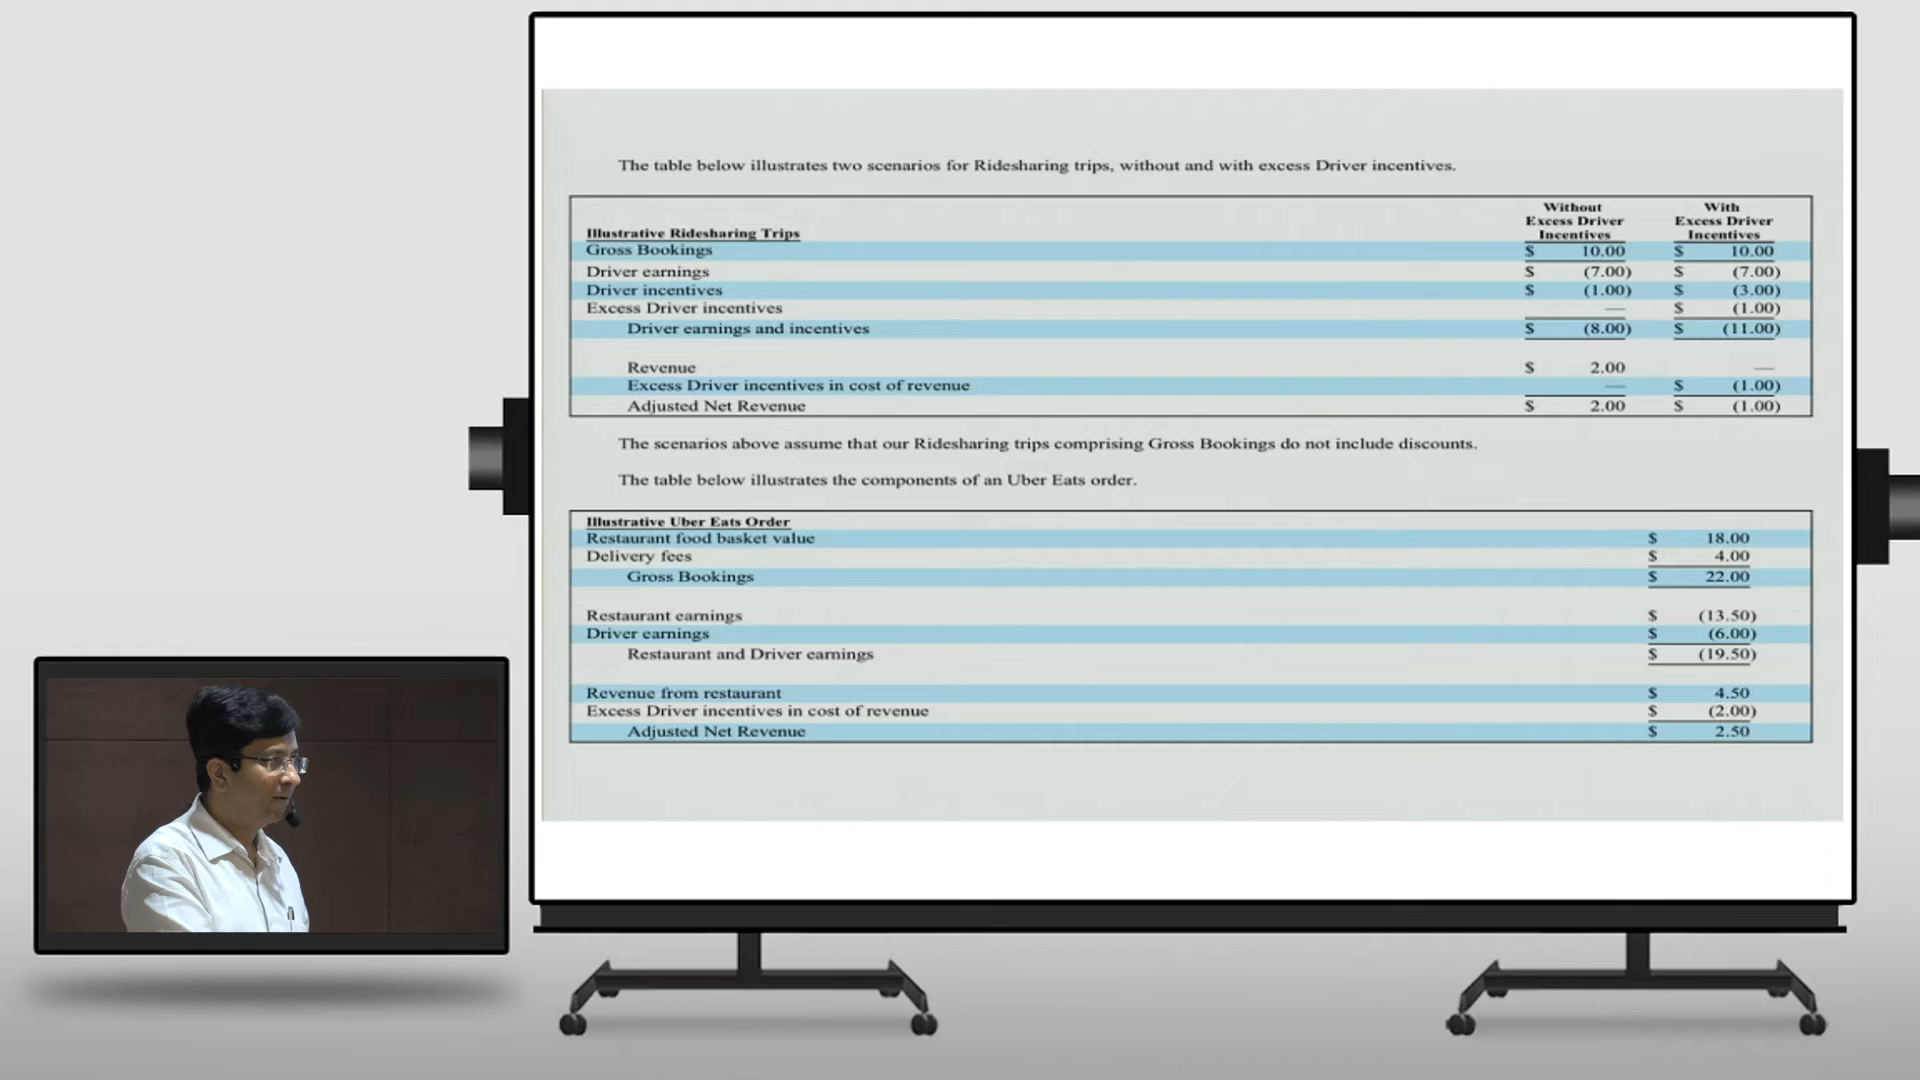 The table below illustrates two scenarios for Ridesharing trips, without and with excess Driver incentives.
Without With
Excess Driver Excess Driver
Illustrative Ridesharing Trips Incentives Incentives
Gross Bookings $ 10.00 $ 10.00
Driver earnings $ (7.00) $ (7.00)
Driver incentives $ (1.00) $ (3.00)
Excess Driver incentives — $ (1.00)
Driver earnings and incentives $ (8.00) $ (11.00)
Revenue $ 2.00 —
Excess Driver incentives in cost of revenue — $ (1.00)
Adjusted Net Revenue $ 2.00 $ (1.00)
The scenarios above assume that our Ridesharing trips comprising Gross Bookings do not include discounts.
The table below illustrates the components of an Uber Eats order.
Illustrative Uber Eats Order
Restaurant food basket value $ 18.00
Delivery fees $ 4.00
Gross Bookings $ 22.00
Restaurant earnings $ (13.50)
Driver earnings $ (6.00)
Restaurant and Driver earnings $ (19.50)
Revenue from restaurant $ 4.50
Excess Driver incentives in cost of revenue $ (2.00)
Adjusted Net Revenue $ 2.50